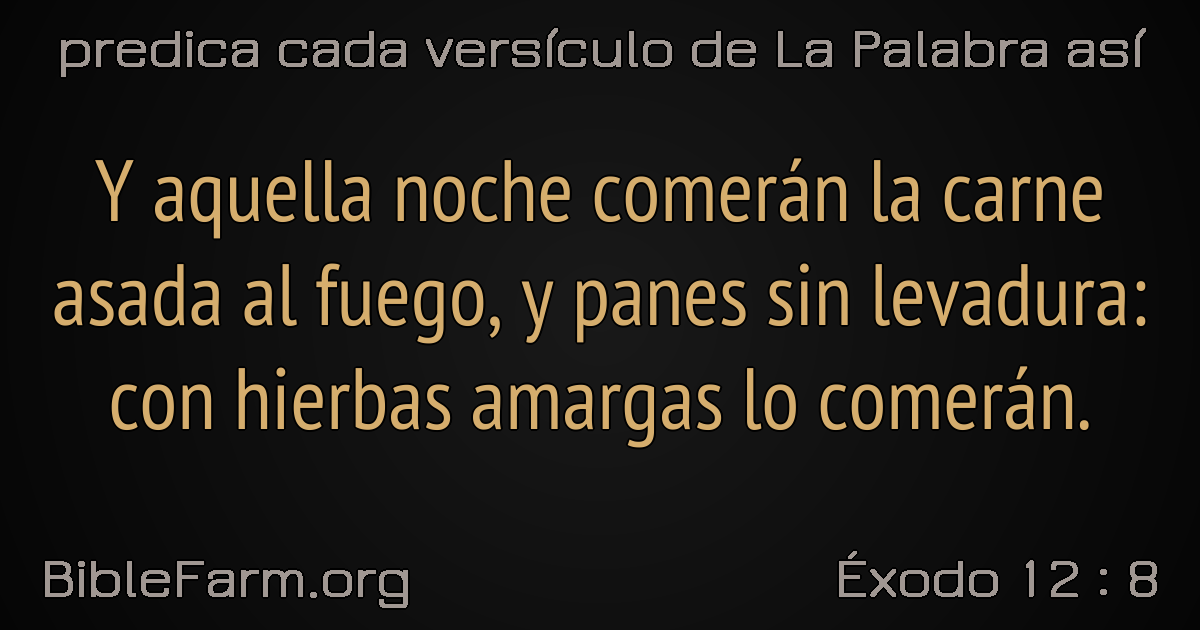 predica cada versículo de La Palabra así
Y aquella noche comerán la carne
asada al fuego, y panes sin levadura:
con hierbas amargas lo comerán.
BibleFarm.org
Éxodo 12 : 8